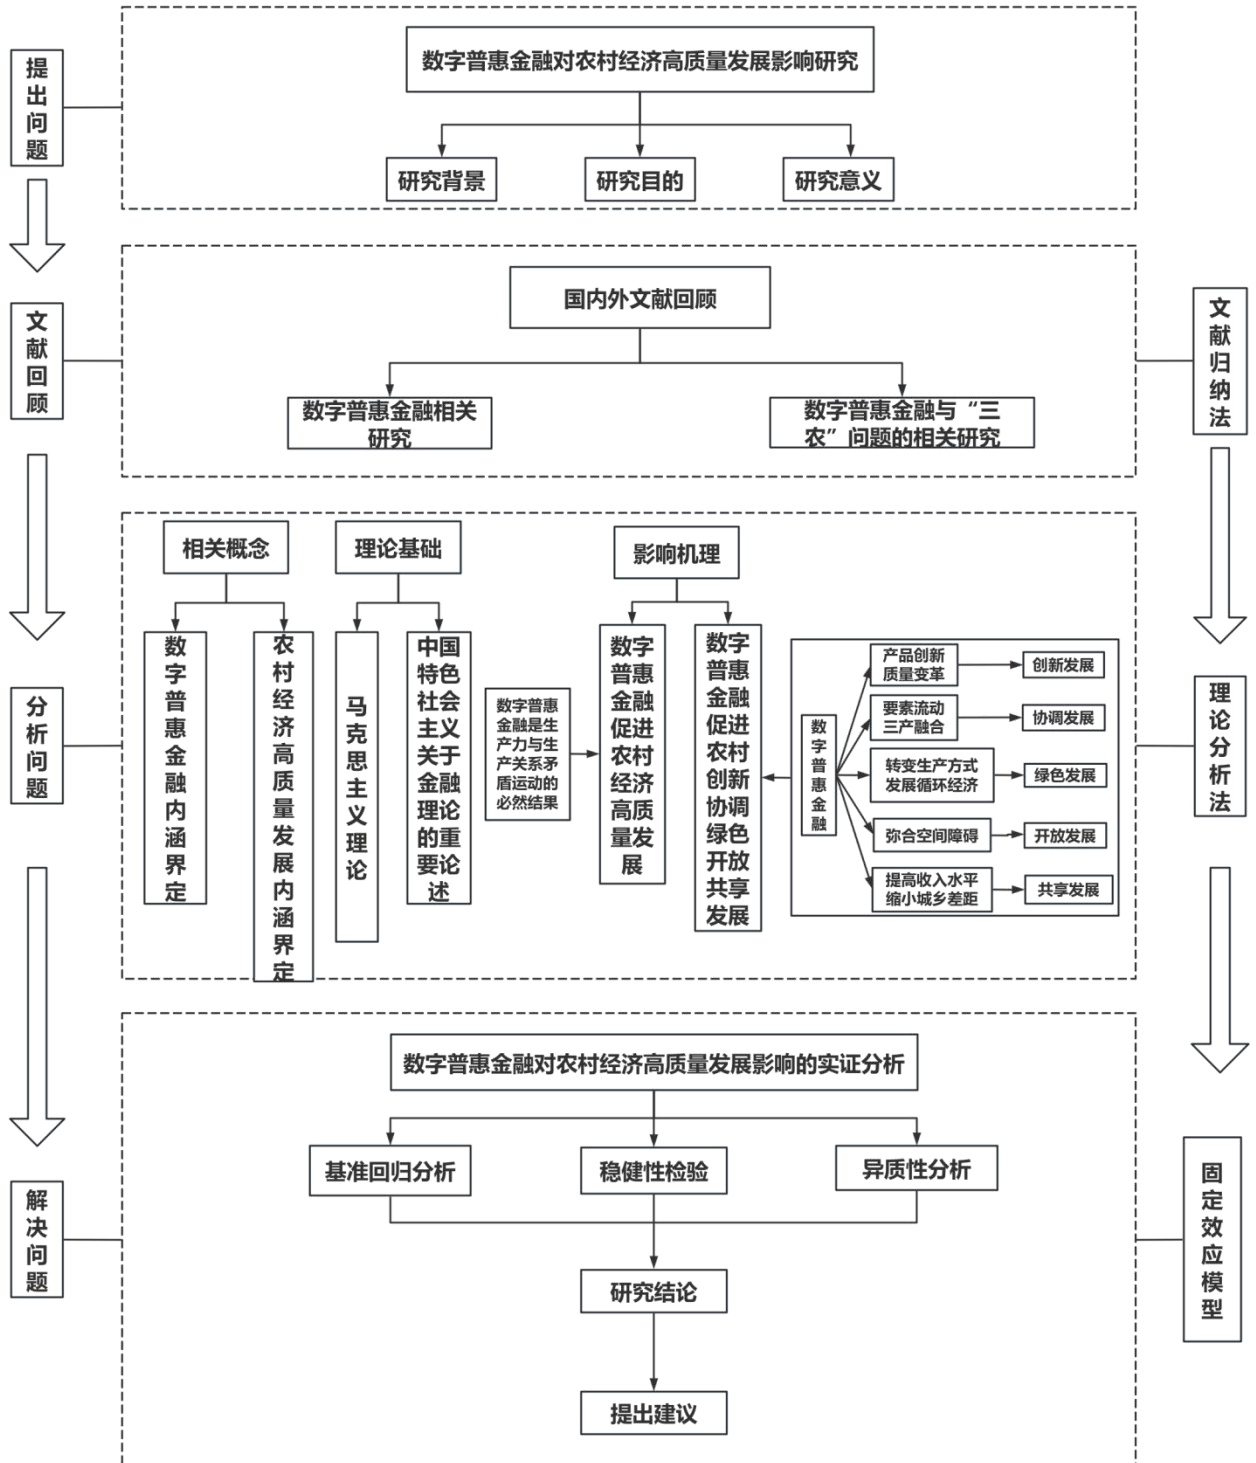 提出问题
数字普惠金融对农村经济高质量发展影响研究
研究背景
研究目的
研究意义
文献回顾
国内外文献回顾
数字普惠金融相关
研究
数字普惠金融与“三
农”问题的相关研究
文献归纳法
分析问题
相关概念
数字普惠金融内涵界定
农村经济高质量发展内涵界定
理论基础
马克思主义理论
中国
特色
社会
主义
关于
金融
理论
的重
要论
述
影响机理
数字普惠
金融是生
产力与生
产关系矛
盾运动的
必然结果
数字
普惠
金融
促进
农村
经济
高质
量发
展
数字
普惠
金融
促进
农村
创新
协调
绿色
开放
共享
发展
数字普惠金融
产品创新
质量变革
创新发展
要素流动
三产融合
协调发展
转变生产方式
发展循环经济
绿色发展
弥合空间障碍
开放发展
提高收入水平
缩小城乡差距
共享发展
理论分析法
解决问题
数字普惠金融对农村经济高质量发展影响的实证分析
基准回归分析
稳健性检验
异质性分析
研究结论
提出建议
固定效应模型